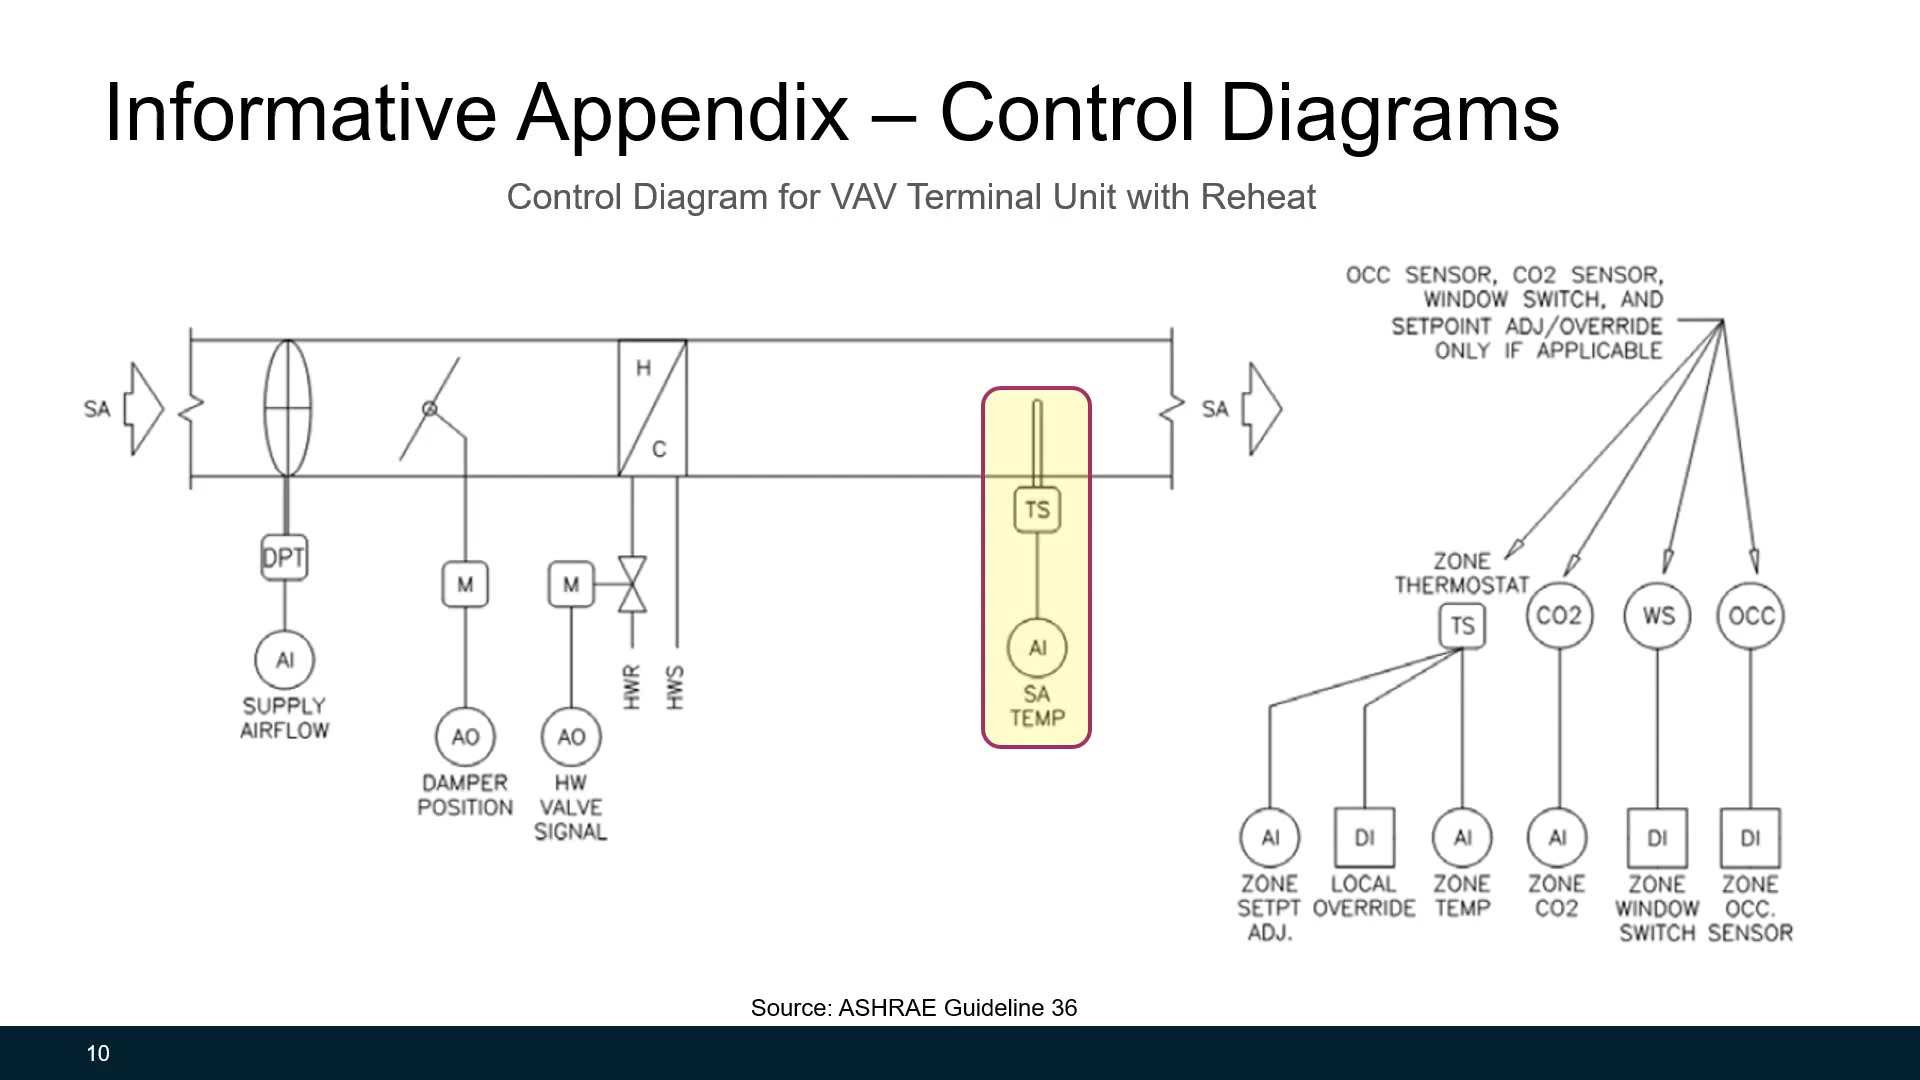 Informative Appendix – Control Diagrams
Control Diagram for VAV Terminal Unit with Reheat
OCC SENSOR, CO2 SENSOR,
WINDOW SWITCH, AND
SETPOINT ADJ/OVERRIDE
ONLY IF APPLICABLE
SA
H
C
SA
TS
DPT
M
M
AI
SUPPLY
AIRFLOW
HWR
HWS
AI
SA
TEMP
AO
DAMPER
POSITION
AO
HW
VALVE
SIGNAL
ZONE
THERMOSTAT
TS
CO2
WS
OCC
AI
ZONE
SETPT
ADJ.
DI
LOCAL
OVERRIDE
AI
ZONE
TEMP
AI
ZONE
CO2
DI
ZONE
WINDOW
SWITCH
DI
ZONE
OCC.
SENSOR
Source: ASHRAE Guideline 36
10